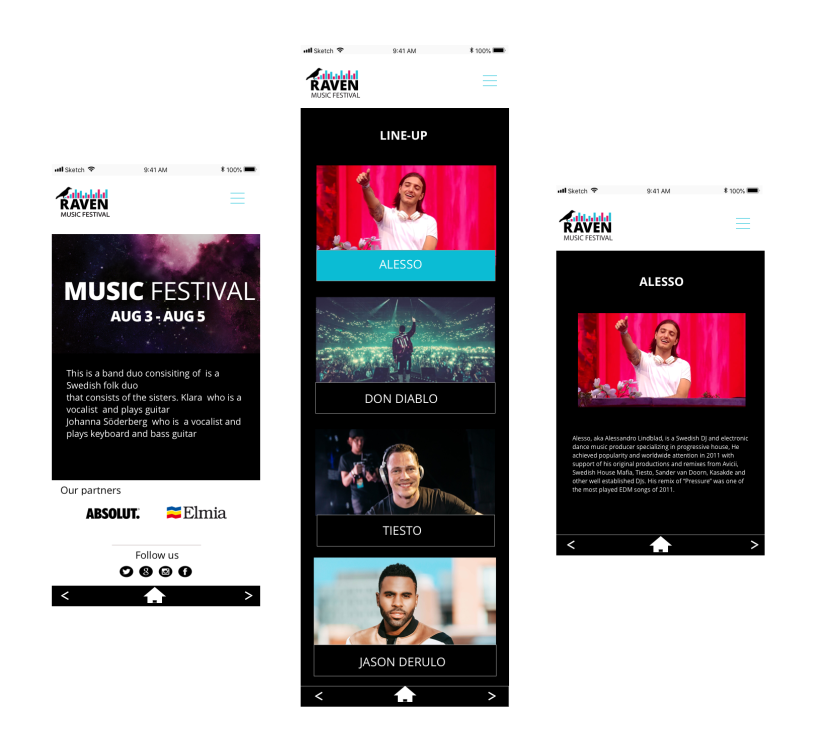 Sketch 9:41 AM 100%
RAVEN
MUSIC FESTIVAL
MUSIC FESTIVAL
AUG 3 - AUG 5
This is a band duo consisiting of is a
Swedish folk duo
that consists of the sisters. Klara who is a
vocalist and plays guitar
Johanna Söderberg who is a vocalist and
plays keyboard and bass guitar
Our partners
ABSOLUT. Elmia
Follow us
< >
Sketch 9:41 AM 100%
RAVEN
MUSIC FESTIVAL
LINE-UP
ALESSO
DON DIABLO
TIESTO
JASON DERULO
< >
Sketch 9:41 AM 100%
RAVEN
MUSIC FESTIVAL
ALESSO
Alesso, aka Alessandro Lindblad, is a Swedish DJ and electronic
dance music producer specializing in progressive house. He
achieved popularity and worldwide attention in 2011 with
support of his original productions and remixes from Avicii,
Swedish House Mafia, Tiesto, Sander van Doorn, Kasakde and
other well established DJs. His remix of "Pressure" was one of
the most played EDM songs of 2011.
< >